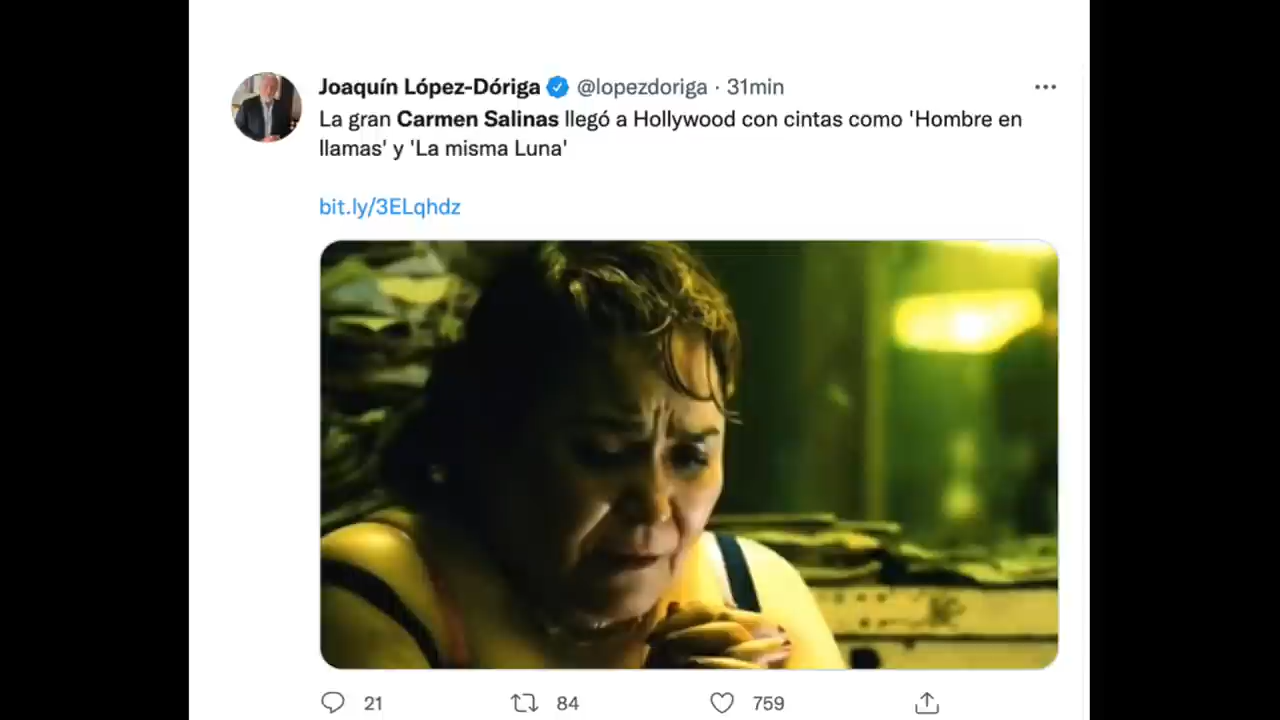 Joaquín López-Dóriga @lopezdoriga · 31min
La gran Carmen Salinas llegó a Hollywood con cintas como 'Hombre en
llamas' y 'La misma Luna'
bit.ly/3ELqhdz
21 84 759